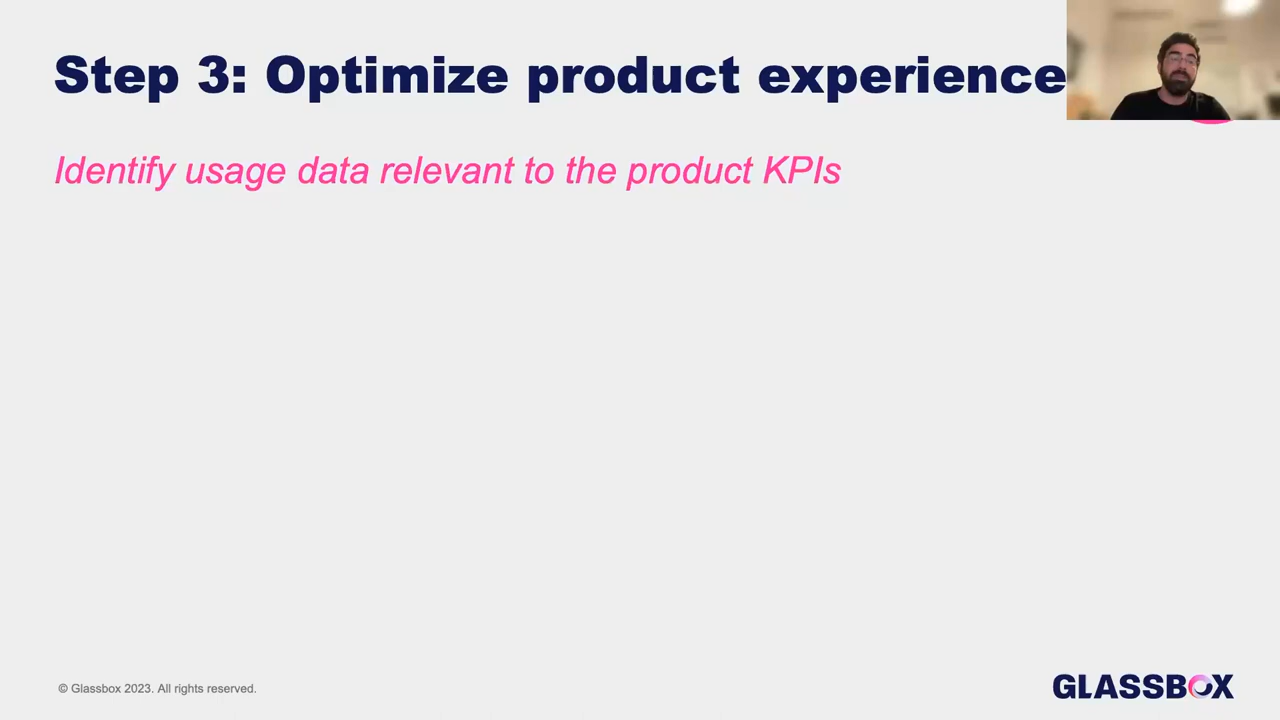 Step 3: Optimize product experience
Identify usage data relevant to the product KPIs
© Glassbox 2023. All rights reserved.
GLASSBOX